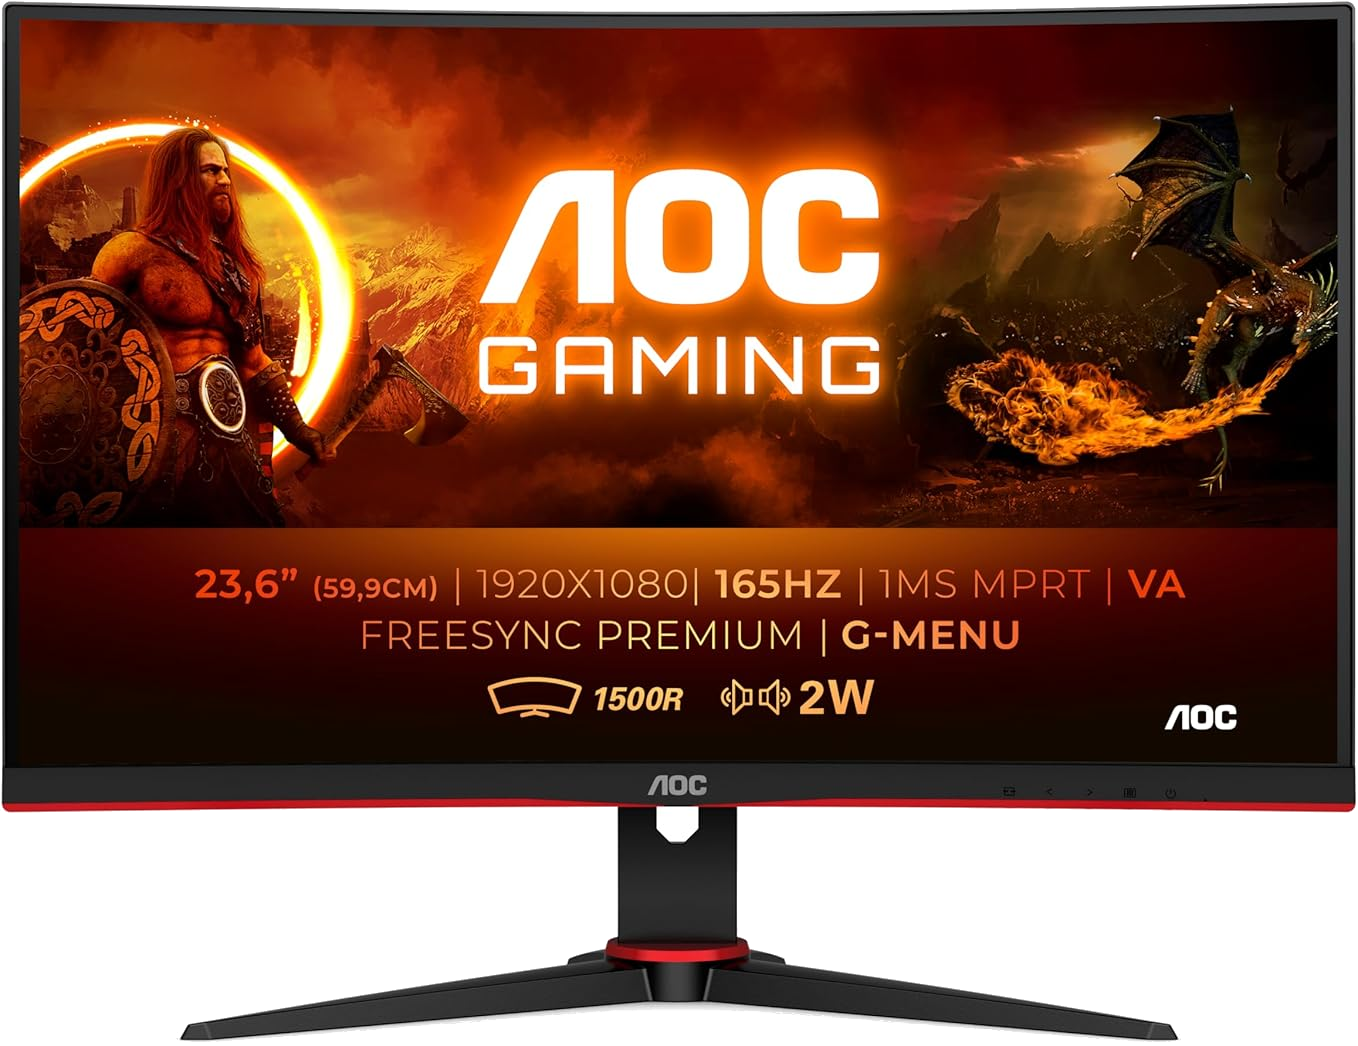 AOC
GAMING
23,6” (59,9CM) | 1920X1080| 165HZ | 1MS MPRT | VA
FREESYNC PREMIUM | G-MENU
1500R 2W
AOC
AOC